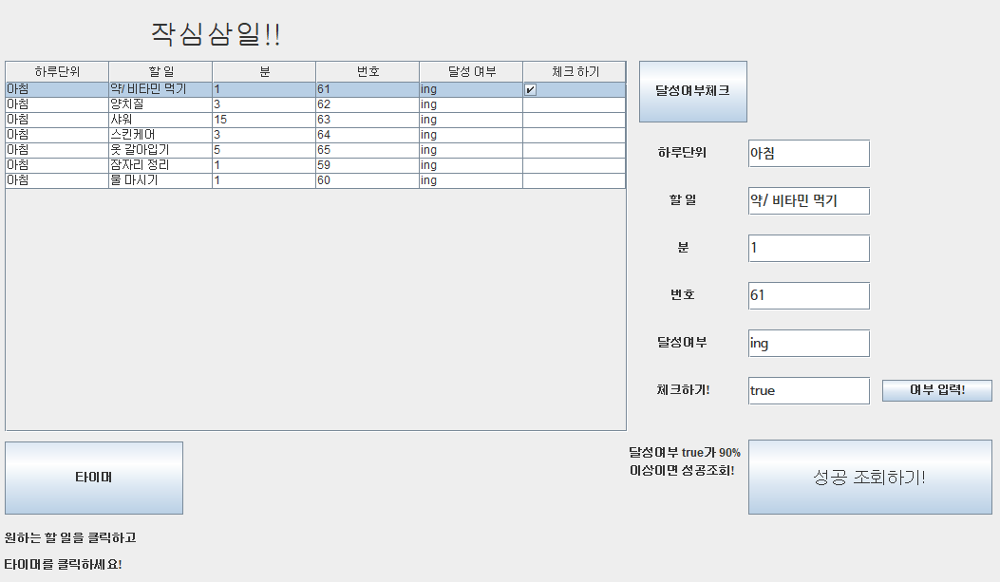 작심삼일!!
하루단위 할 일 분 번호 달성 여부 체크 하기
아침 약/ 비타민 먹기 1 61 ing
아침 양치질 3 62 ing
아침 샤워 15 63 ing
아침 스킨케어 3 64 ing
아침 옷 갈아입기 5 65 ing
아침 잠자리 정리 1 59 ing
아침 물 마시기 1 60 ing
달성여부체크
하루단위 아침
할 일 약/ 비타민 먹기
분 1
번호 61
달성여부 ing
체크하기! true 여부 입력!
타이머
달성여부 true가 90%
이상이면 성공조회!
성공 조회하기!
원하는 할 일을 클릭하고
타이머를 클릭하세요!